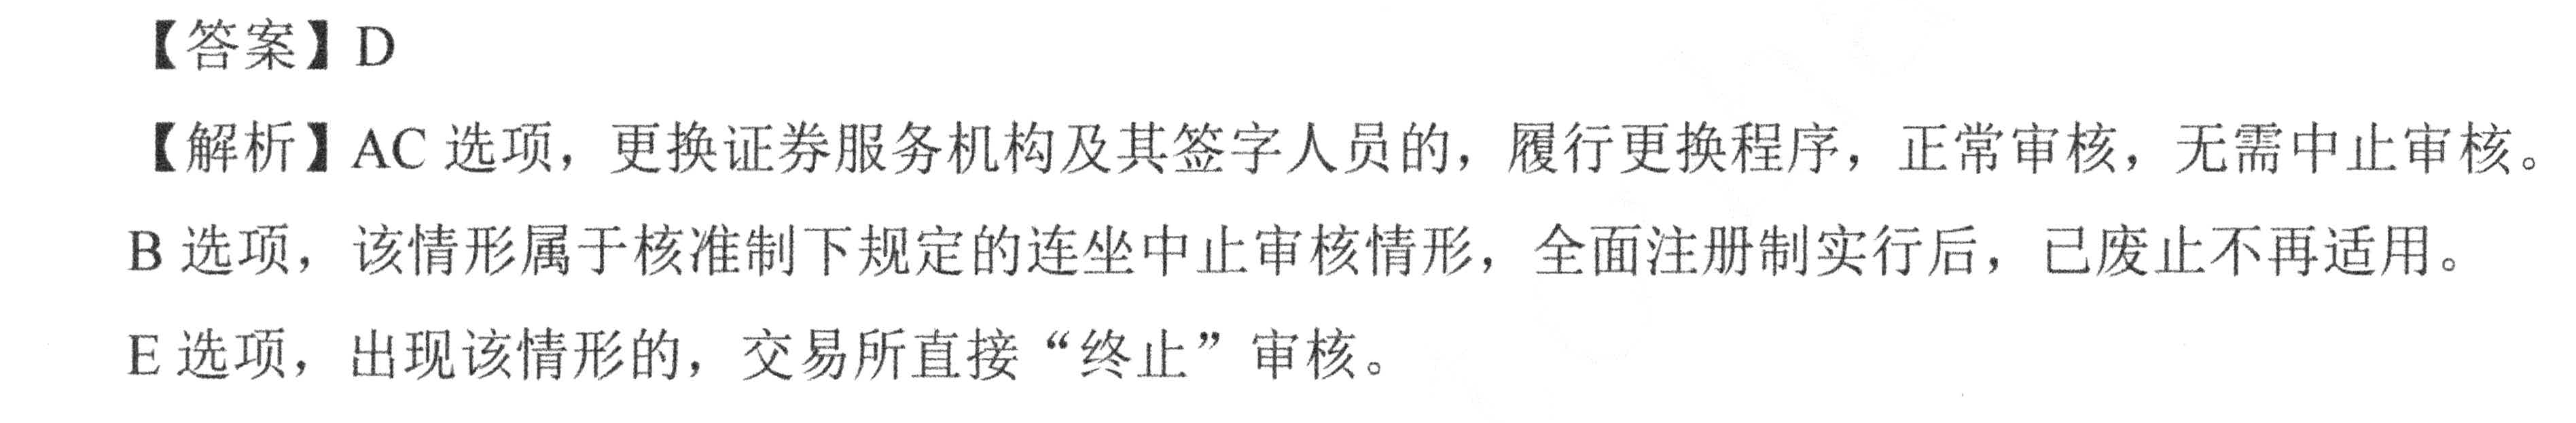 【答案】D
【解析】AC 选项，更换证券服务机构及其签字人员的，履行更换程序，正常审核，无需中止审核。
B 选项，该情形属于核准制下规定的连坐中止审核情形，全面注册制实行后，已废止不再适用。
E 选项，出现该情形的，交易所直接“终止”审核。